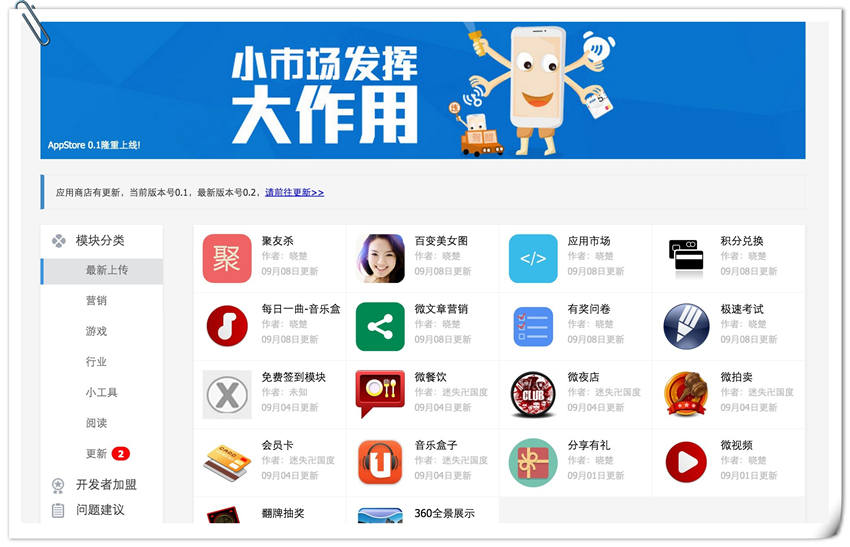 小市场发挥
大作用
AppStore 0.1隆重上线!
应用商店有更新，当前版本号0.1，最新版本号0.2，请前往更新>>
模块分类
最新上传
营销
游戏
行业
小工具
阅读
更新 2
开发者加盟
问题建议
聚
聚友杀
作者：晓楚
09月08日更新
百变美女图
作者：晓楚
09月08日更新
</>
应用市场
作者：晓楚
09月08日更新
积分兑换
作者：晓楚
09月08日更新
每日一曲-音乐盒
作者：晓楚
09月08日更新
微文章营销
作者：晓楚
09月08日更新
有奖问卷
作者：晓楚
09月08日更新
极速考试
作者：晓楚
09月08日更新
X
免费签到模块
作者：未知
09月04日更新
微餐饮
作者：迷失卍国度
09月04日更新
CLUB
微夜店
作者：迷失卍国度
09月04日更新
微拍卖
作者：迷失卍国度
09月04日更新
会员卡
作者：迷失卍国度
09月04日更新
音乐盒子
作者：迷失卍国度
09月04日更新
分享有礼
作者：晓楚
09月01日更新
微视频
作者：晓楚
09月01日更新
翻牌抽奖
360全景展示